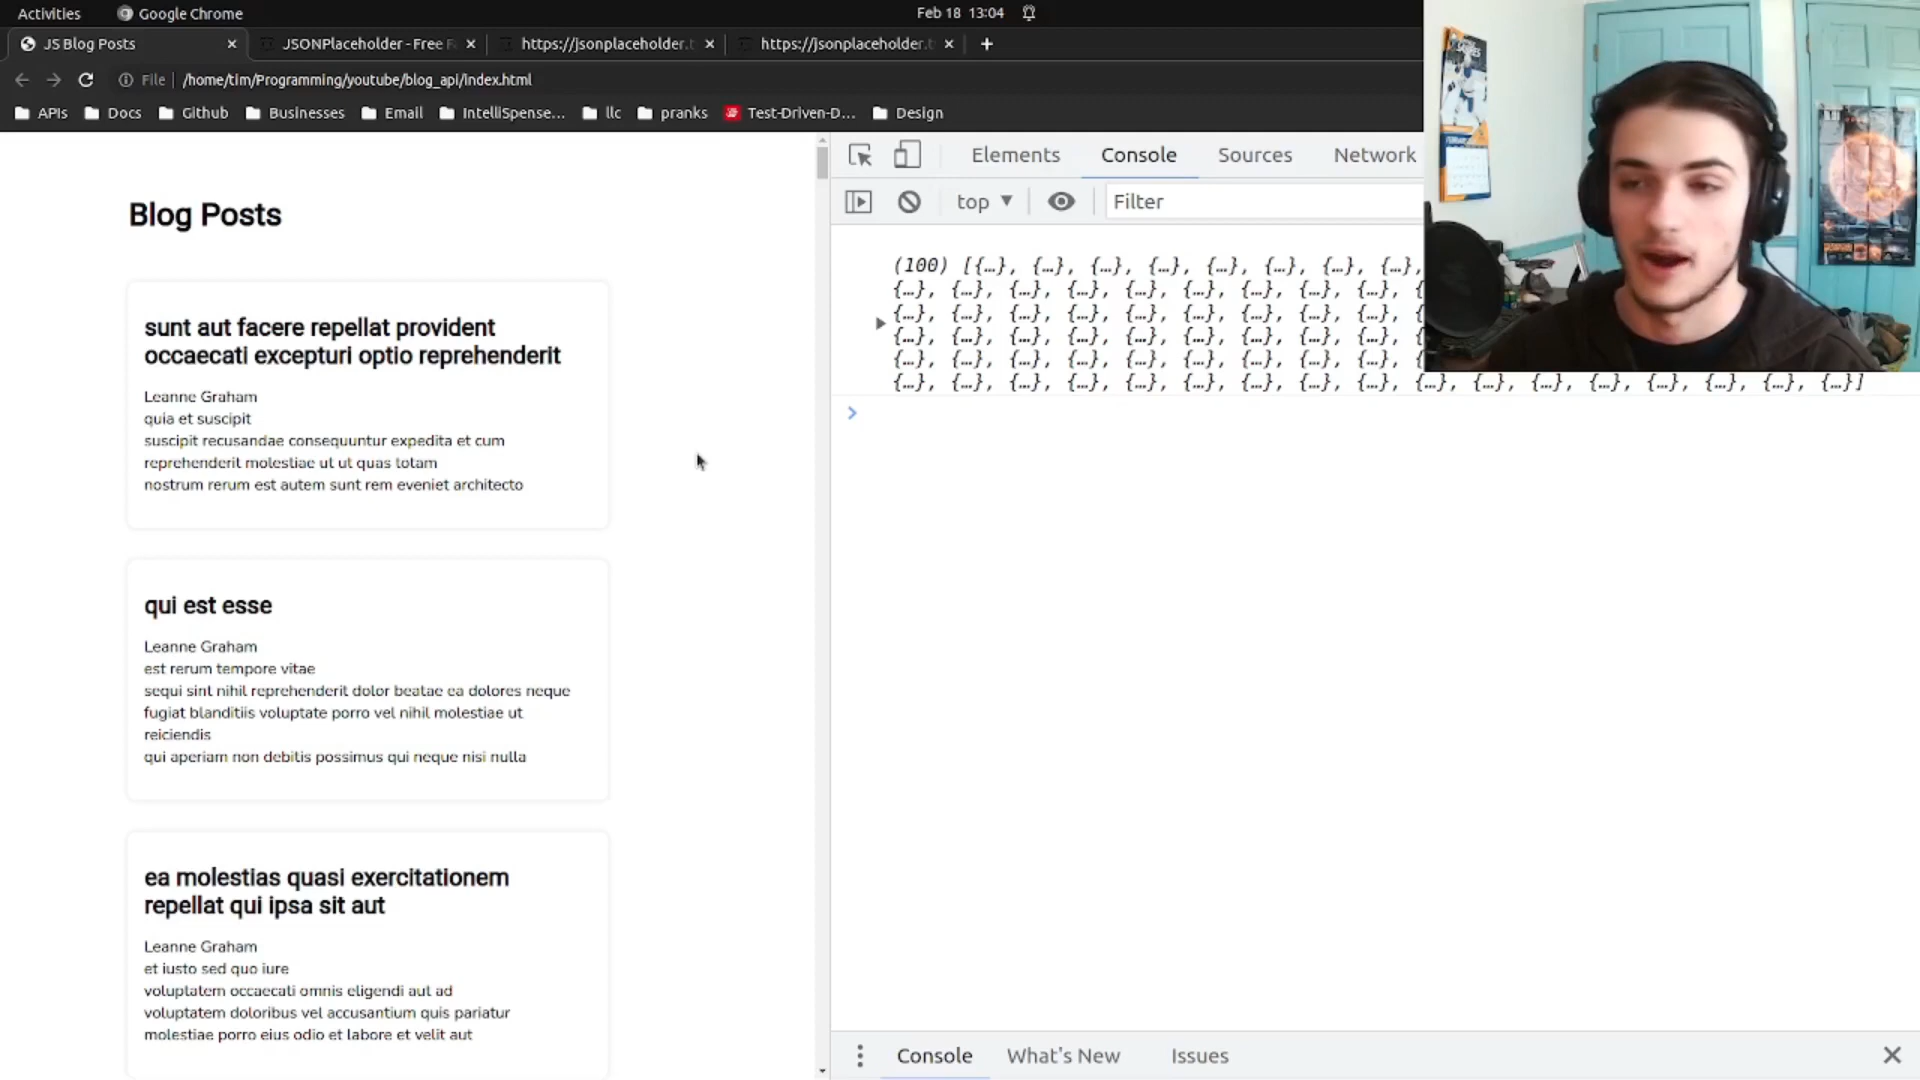 Activities
Google Chrome
Feb 18 13:04
JS Blog Posts
JSONPlaceholder - Free
https://jsonplaceholder.
https://jsonplaceholder.
File
/home/tim/Programming/youtube/blog_api/index.html
APIs
Docs
Github
Businesses
Email
IntelliSpense...
llc
pranks
Test-Driven-D...
Design
Blog Posts
sunt aut facere repellat provident
occaecati excepturi optio reprehenderit
Leanne Graham
quia et suscipit
suscipit recusandae consequuntur expedita et cum
reprehenderit molestiae ut ut quas totam
nostrum rerum est autem sunt rem eveniet architecto
qui est esse
Leanne Graham
est rerum tempore vitae
sequi sint nihil reprehenderit dolor beatae ea dolores neque
fugiat blanditiis voluptate porro vel nihil molestiae ut
reiciendis
qui aperiam non debitis possimus qui neque nisi nulla
ea molestias quasi exercitationem
repellat qui ipsa sit aut
Leanne Graham
et iusto sed quo iure
voluptatem occaecati omnis eligendi aut ad
voluptatem doloribus vel accusantium quis pariatur
molestiae porro eius odio et labore et velit aut
Elements
Console
Sources
Network
top
Filter
(100) [{…}, {…}, {…}, {…}, {…}, {…}, {…}, {…},
{…}, {…}, {…}, {…}, {…}, {…}, {…}, {…}, {…},
{…}, {…}, {…}, {…}, {…}, {…}, {…}, {…}, {…},
{…}, {…}, {…}, {…}, {…}, {…}, {…}, {…}, {…},
{…}, {…}, {…}, {…}, {…}, {…}, {…}, {…}, {…},
{…}, {…}, {…}, {…}, {…}, {…}, {…}, {…}, {…}, {…}, {…}, {…}, {…}, {…}, {…}, {…}, {…}]
Console
What's New
Issues